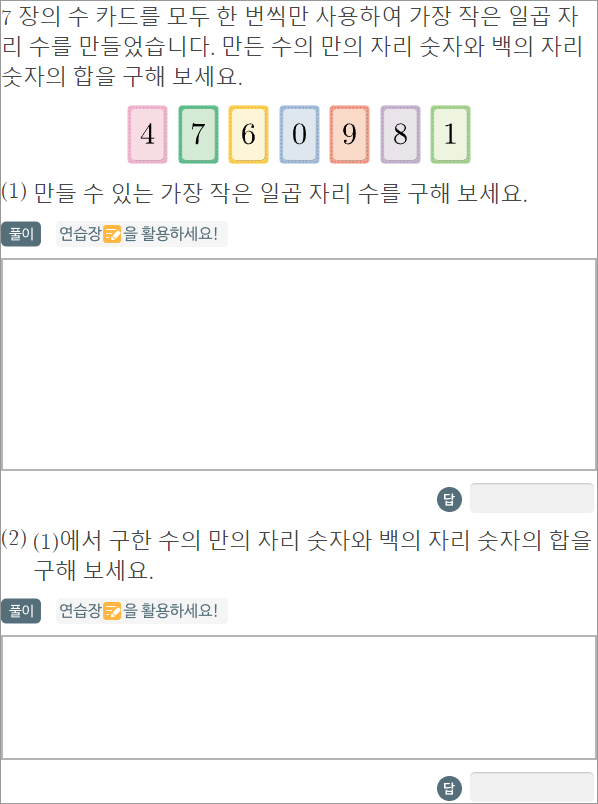 7 장의 수 카드를 모두 한 번씩만 사용하여 가장 작은 일곱 자
리 수를 만들었습니다. 만든 수의 만의 자리 숫자와 백의 자리
숫자의 합을 구해 보세요.
4 7 6 0 9 8 1
(1) 만들 수 있는 가장 작은 일곱 자리 수를 구해 보세요.
풀이 연습장을 활용하세요!
답
(2) (1)에서 구한 수의 만의 자리 숫자와 백의 자리 숫자의 합을
구해 보세요.
풀이 연습장을 활용하세요!
답